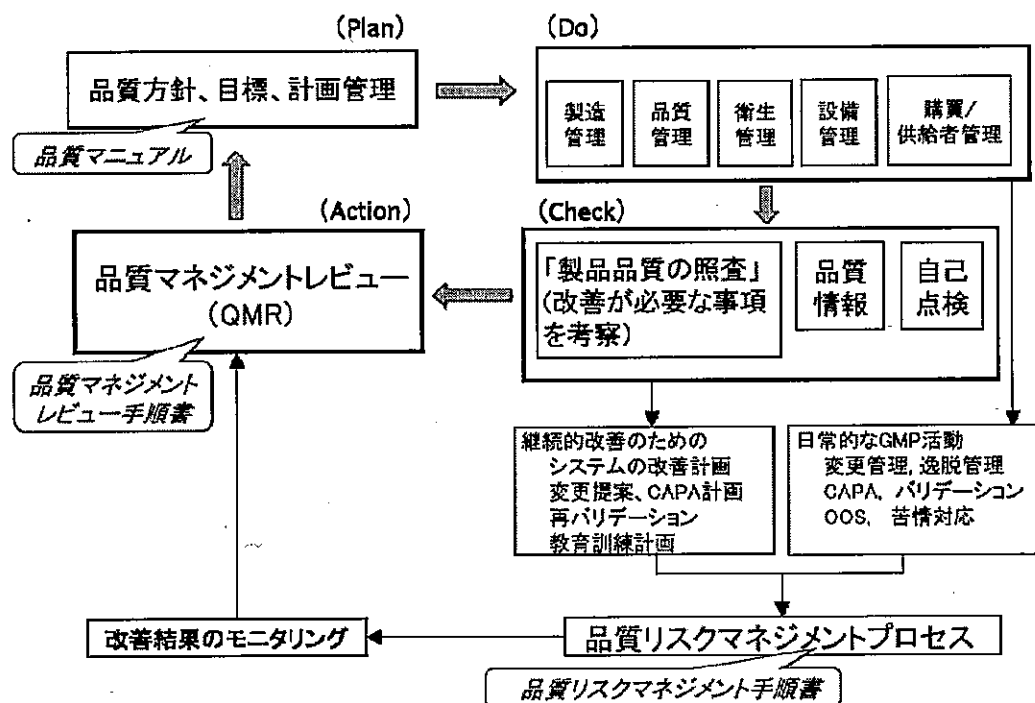 (Plan)
品質方針、目標、計画管理
品質マニュアル
(Do)
製造
管理
品質
管理
衛生
管理
設備
管理
購買/
供給者管理
(Action)
品質マネジメントレビュー
(QMR)
品質マネジメント
レビュー手順書
(Check)
「製品品質の照査」
(改善が必要な事項
を考察)
品質
情報
自己
点検
継続的改善のための
システムの改善計画
変更提案、CAPA計画
再バリデーション
教育訓練計画
日常的なGMP活動
変更管理, 逸脱管理
CAPA, バリデーション
OOS, 苦情対応
改善結果のモニタリング
品質リスクマネジメントプロセス
品質リスクマネジメント手順書